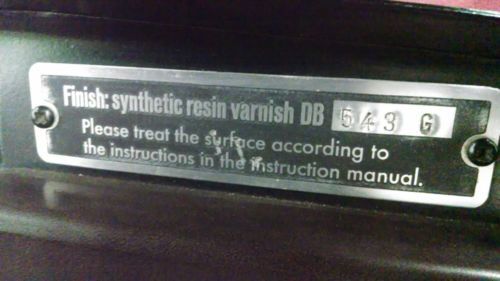 Finish: synthetic resin varnish DB 543 G
Please treat the surface according to
the instructions in the instruction manual.